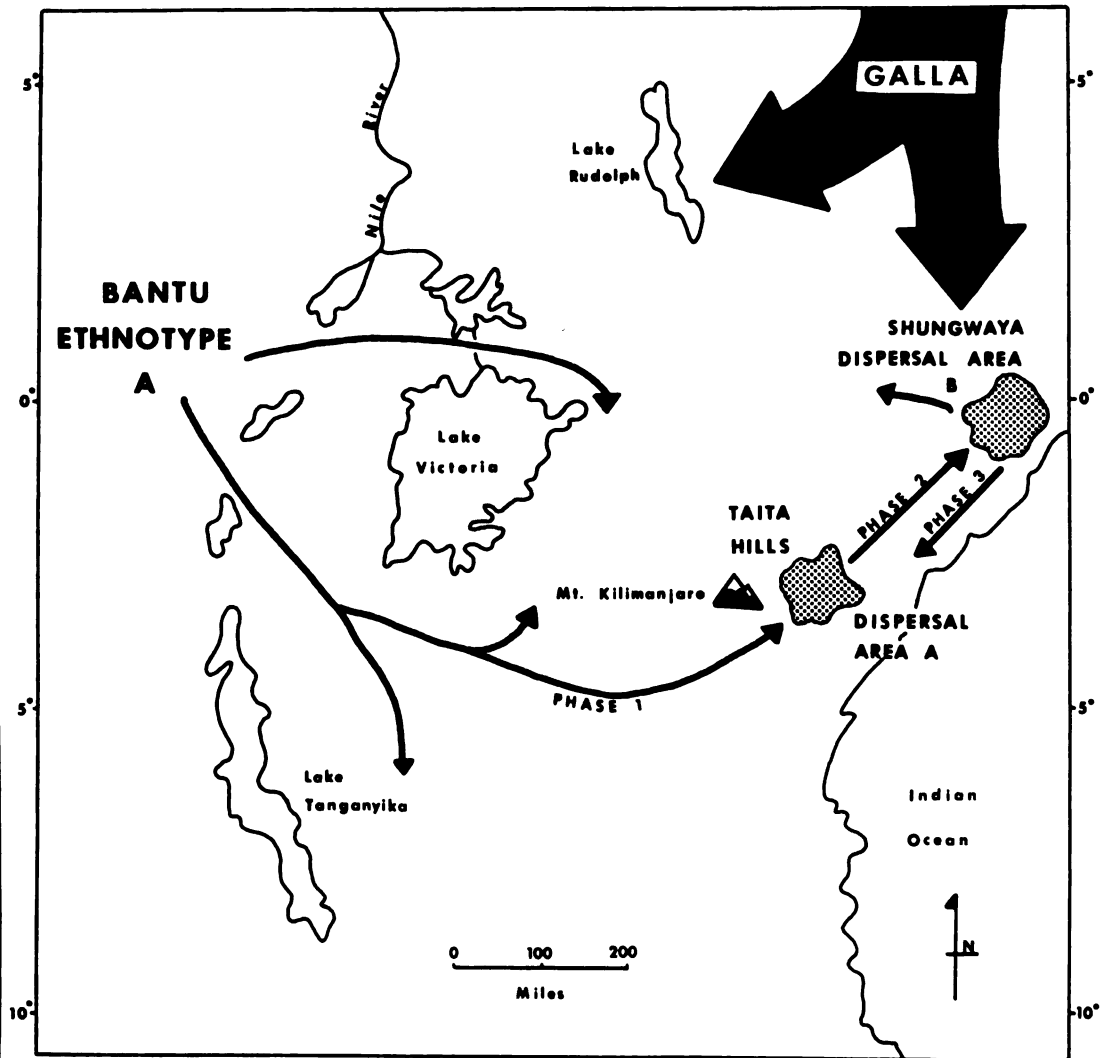 GALLA
5°
5°
River
Nile
Lake
Rudolph
BANTU
ETHNOTYPE
A
SHUNGWAYA
DISPERSAL AREA
B
0°
0°
Lake
Victoria
PHASE 2
PHASE 3
TAITA
HILLS
Mt. Kilimanjaro
DISPERSAL
AREA A
PHASE 1
5°
5°
Lake
Tanganyika
Indian
Ocean
N
0 100 200
Miles
10°
10°